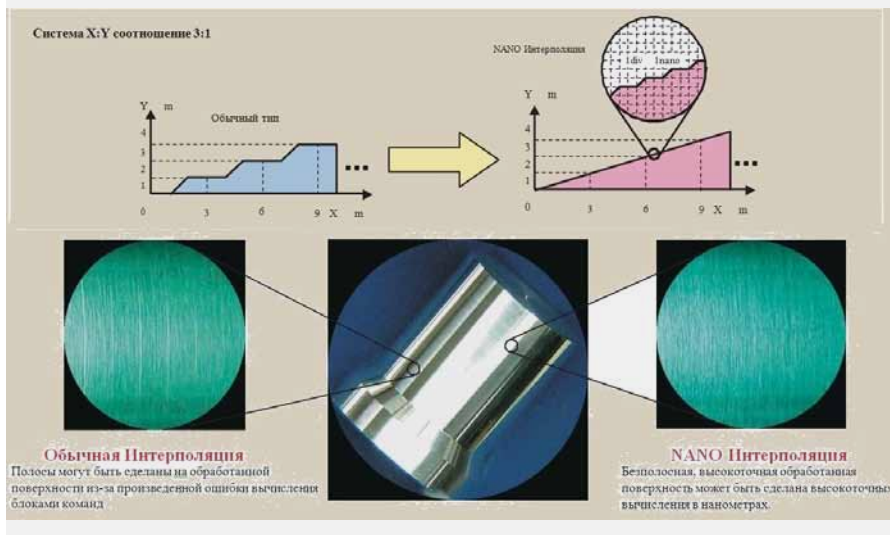 Система X:Y соотношение 3:1
NANO Интерполяция
1div 1nano
Y m
Обычный тип
4
3
2
1
0 3 6 9 X m
Y m
4
3
2
1
0 3 6 9 X m
Обычная Интерполяция
Полосы могут быть сделаны на обработанной
поверхности из-за произведенной ошибки вычисления
блоками команд
NANO Интерполяция
Безполосная, высокоточная обработанная
поверхность может быть сделана высокоточным
вычисления в нанометрах.